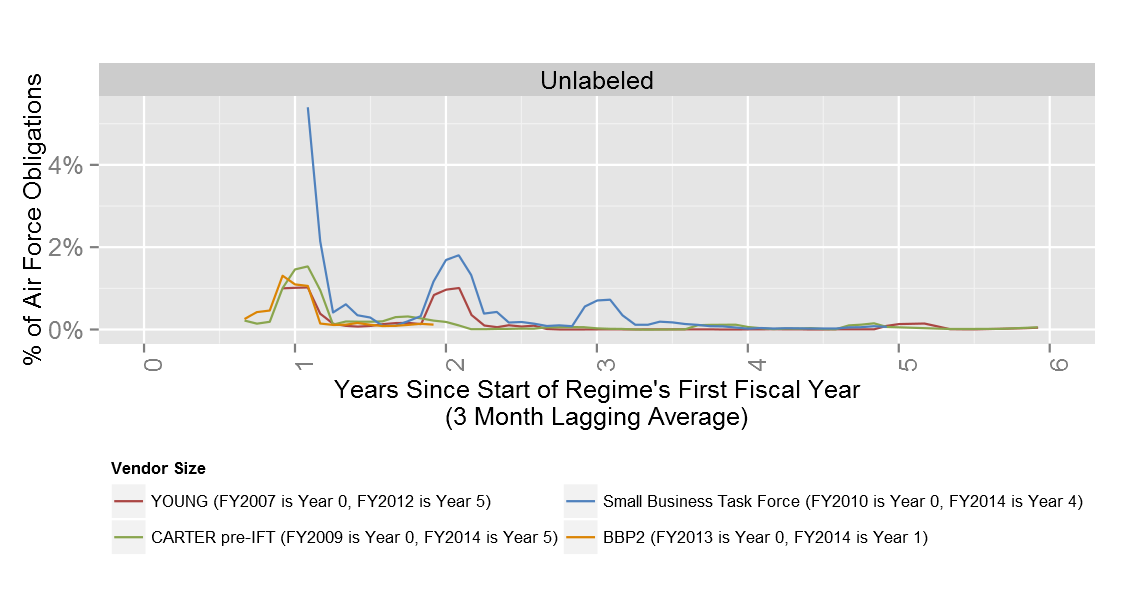 Unlabeled
% of Air Force Obligations
4%
2%
0%
0 1 2 3 4 5 6
Years Since Start of Regime's First Fiscal Year
(3 Month Lagging Average)
Vendor Size
YOUNG (FY2007 is Year 0, FY2012 is Year 5)
Small Business Task Force (FY2010 is Year 0, FY2014 is Year 4)
CARTER pre-IFT (FY2009 is Year 0, FY2014 is Year 5)
BBP2 (FY2013 is Year 0, FY2014 is Year 1)